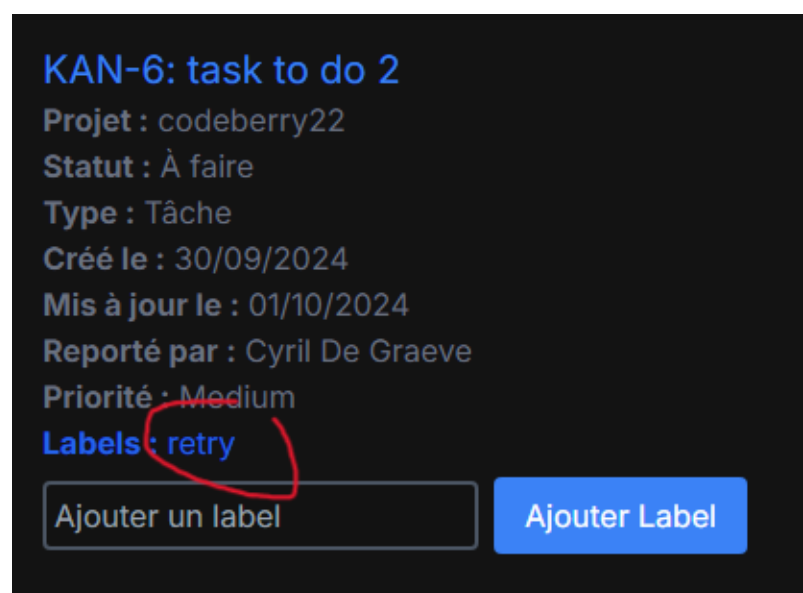 KAN-6: task to do 2
Projet : codeberry22
Statut : À faire
Type : Tâche
Créé le : 30/09/2024
Mis à jour le : 01/10/2024
Reporté par : Cyril De Graeve
Priorité : Medium
Labels : retry
Ajouter un label
Ajouter Label